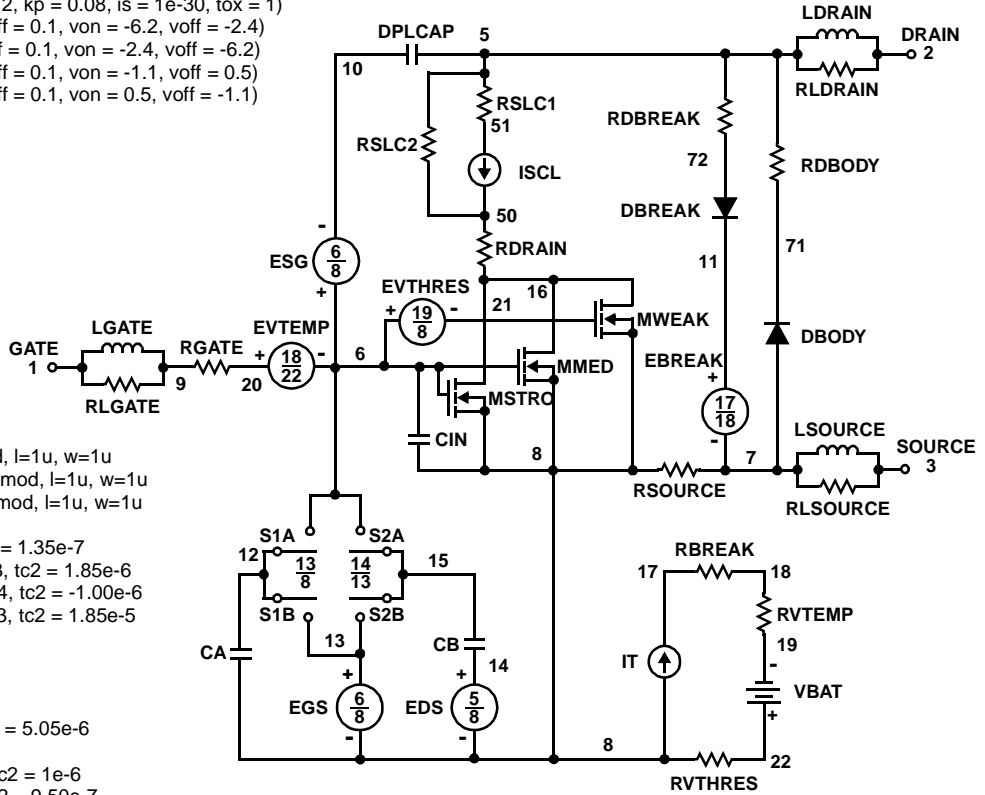 2, kp = 0.08, is = 1e-30, tox = 1)
ff = 0.1, von = -6.2, voff = -2.4)
f = 0.1, von = -2.4, voff = -6.2)
ff = 0.1, von = -1.1, voff = 0.5)
ff = 0.1, von = 0.5, voff = -1.1)
LDRAIN
DPLCAP 5 DRAIN
2
10
RLDRAIN
RSLC1
51
RDBREAK
RSLC2
72
RDBODY
ISCL
DBREAK
50
RDRAIN
71
6
8
ESG
11
EVTHRES
16
21
19
8
MWEAK
LGATE
EVTEMP
DBODY
RGATE
GATE
1
18
22
6
EBREAK
MMED
9
20
MSTRO
RLGATE
17
18
CIN
LSOURCE
8
7
SOURCE
3
RSOURCE
RLSOURCE
d, l=1u, w=1u
mod, l=1u, w=1u
mod, l=1u, w=1u
= 1.35e-7
3, tc2 = 1.85e-6
4, tc2 = -1.00e-6
3, tc2 = 1.85e-5
S1A
S2A
12
13
8
14
13
15
S1B
S2B
13
CA
CB
14
EGS
6
8
EDS
5
8
RBREAK
17
18
RVTEMP
19
IT
VBAT
8
22
RVTHRES
= 5.05e-6
c2 = 1e-6